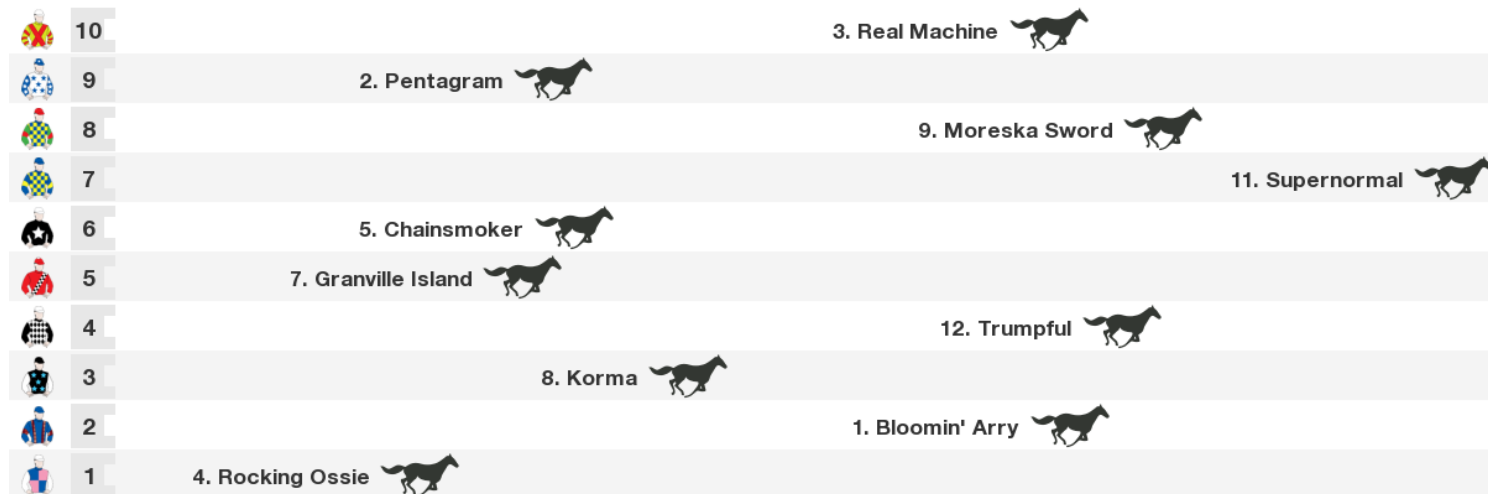 10 3. Real Machine
9 2. Pentagram
8 9. Moreska Sword
7 11. Supernormal
6 5. Chainsmoker
5 7. Granville Island
4 12. Trumpful
3 8. Korma
2 1. Bloomin' Arry
1 4. Rocking Ossie